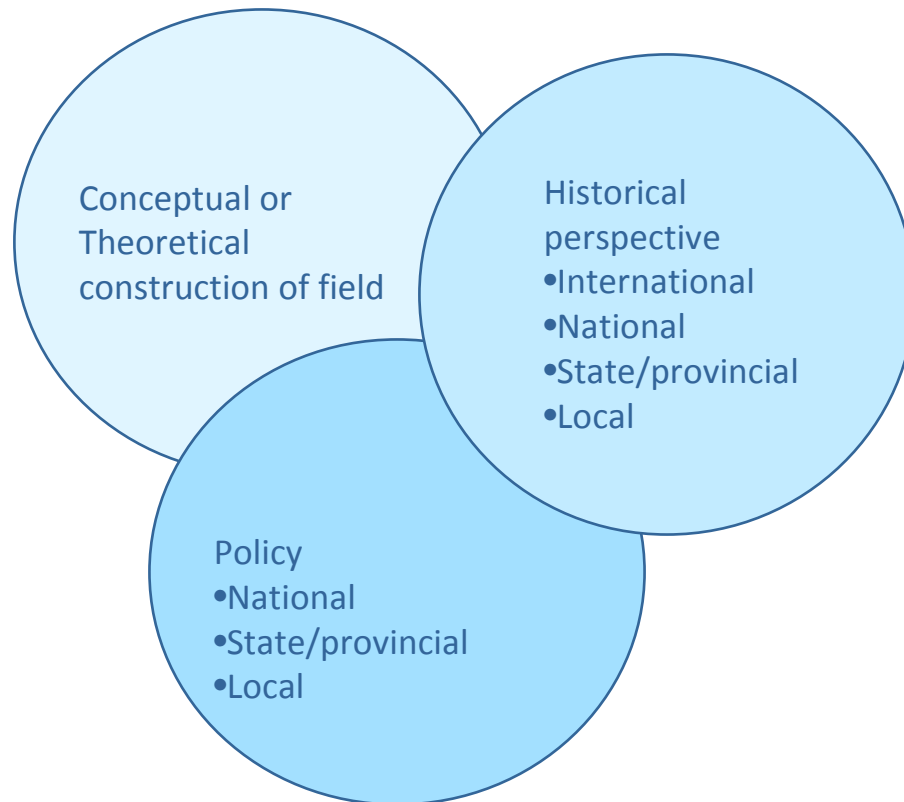 Conceptual or
Theoretical
construction of field
Historical
perspective
•International
•National
•State/provincial
•Local
Policy
•National
•State/provincial
•Local